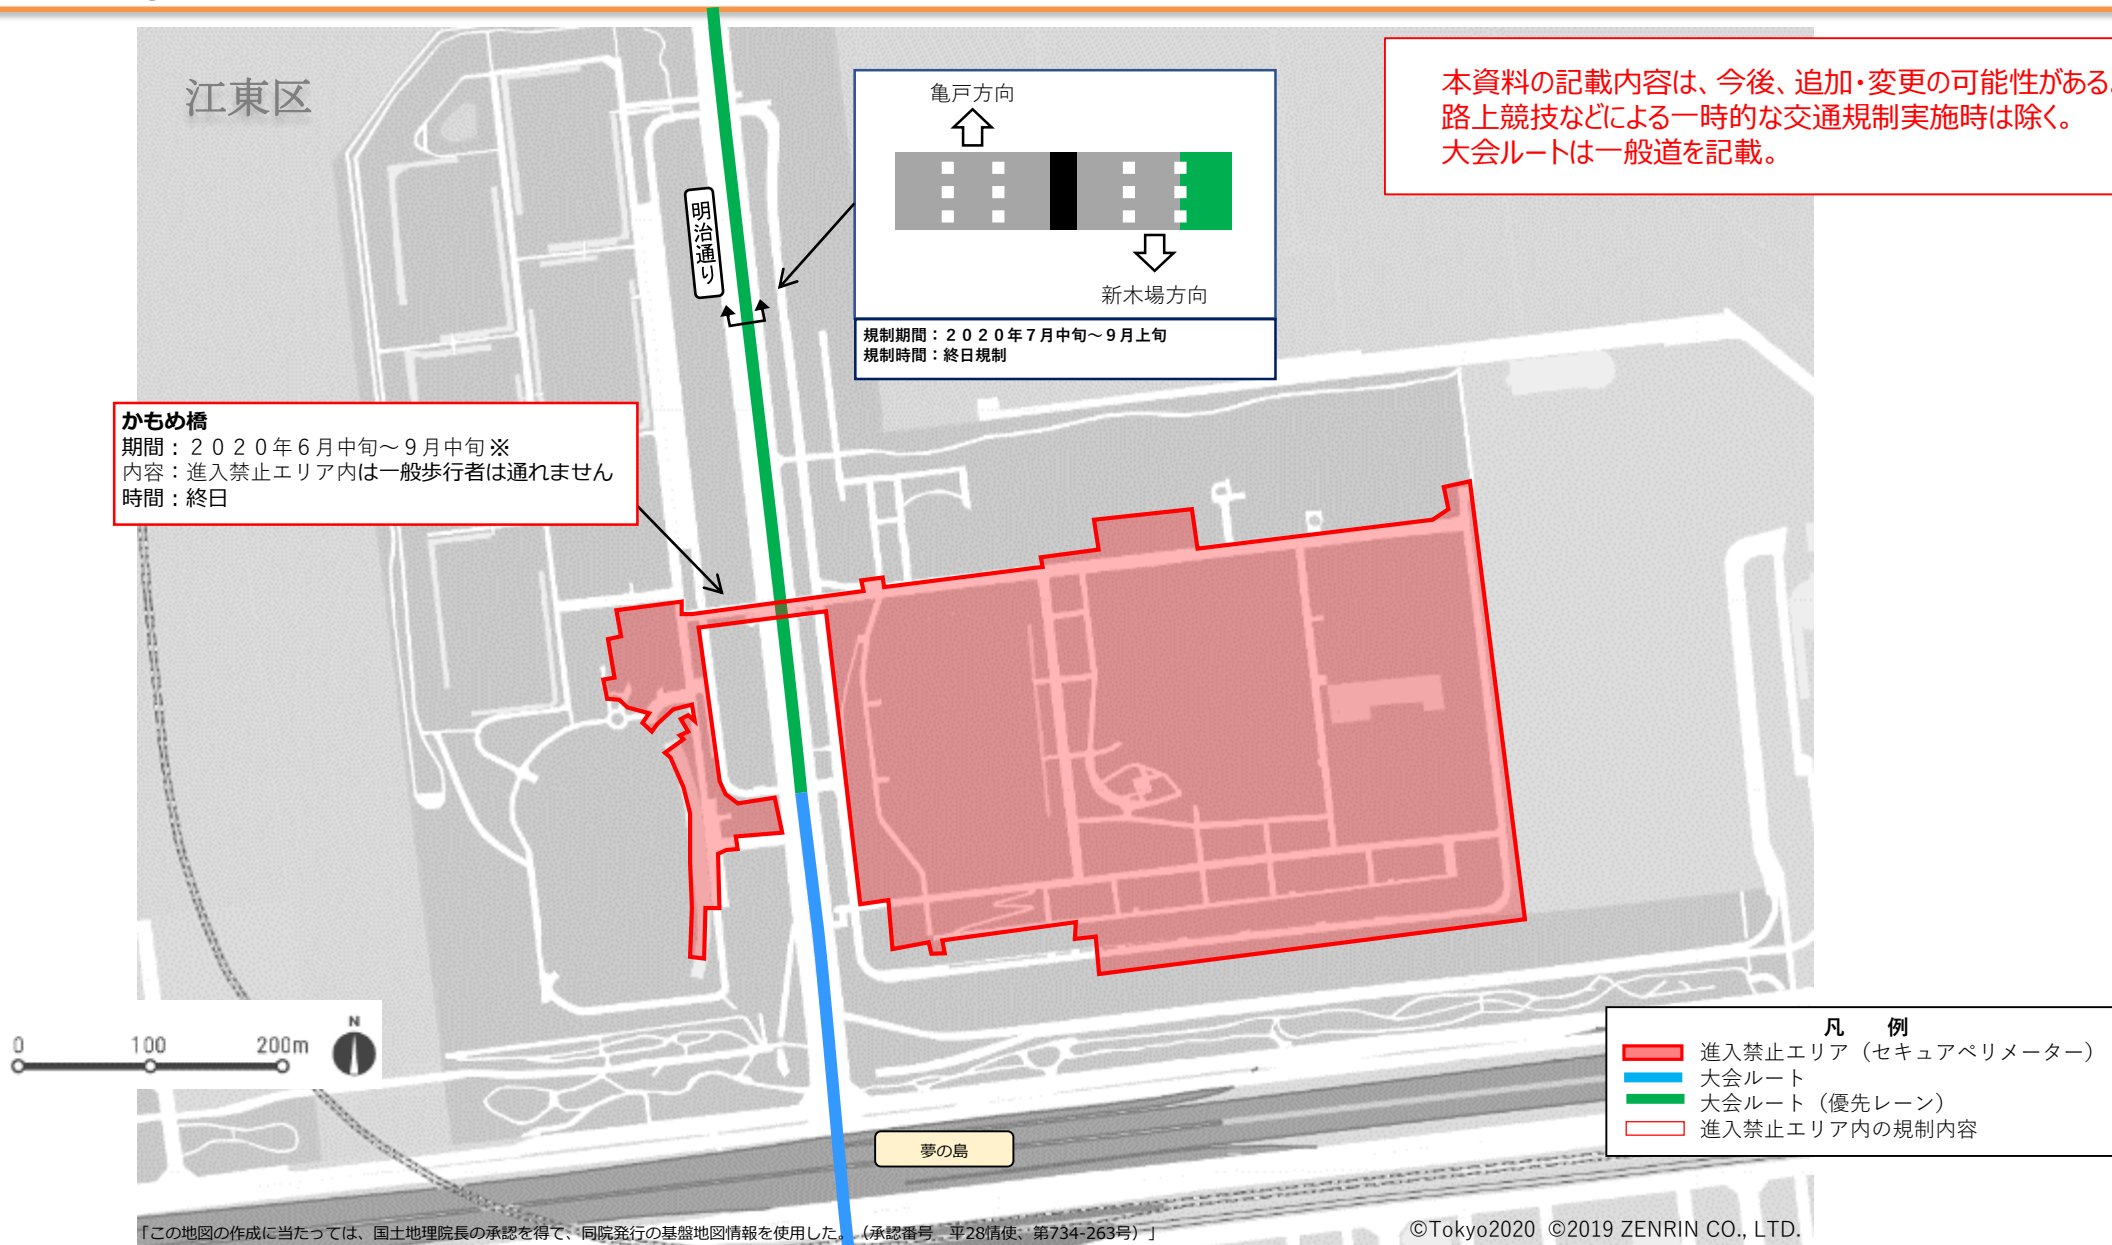 江東区
亀戸方向
新木場方向
規制期間：２０２０年７月中旬～９月上旬
規制時間：終日規制
本資料の記載内容は、今後、追加・変更の可能性がある。
路上競技などによる一時的な交通規制実施時は除く。
大会ルートは一般道を記載。
明治通り
かもめ橋
期間：２０２０年６月中旬～９月中旬※
内容：進入禁止エリア内は一般歩行者は通れません
時間：終日
0 100 200m
N
凡 例
進入禁止エリア（セキュアペリメーター）
大会ルート
大会ルート（優先レーン）
進入禁止エリア内の規制内容
夢の島
「この地図の作成に当たっては、国土地理院長の承認を得て、同院発行の基盤地図情報を使用した。（承認番号 平28情使、第734-263号）」
©Tokyo2020 ©2019 ZENRIN CO., LTD.